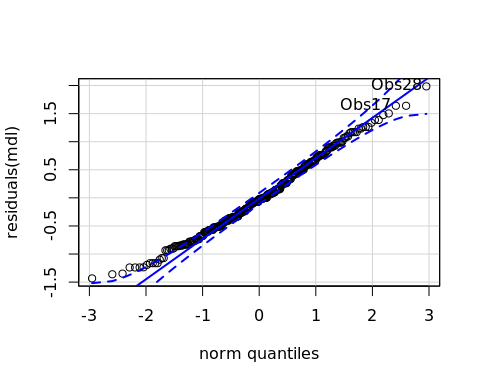 Obs28
Obs17
1.5
0.5
-0.5
-1.5
residuals(mdl)
-3 -2 -1 0 1 2 3
norm quantiles